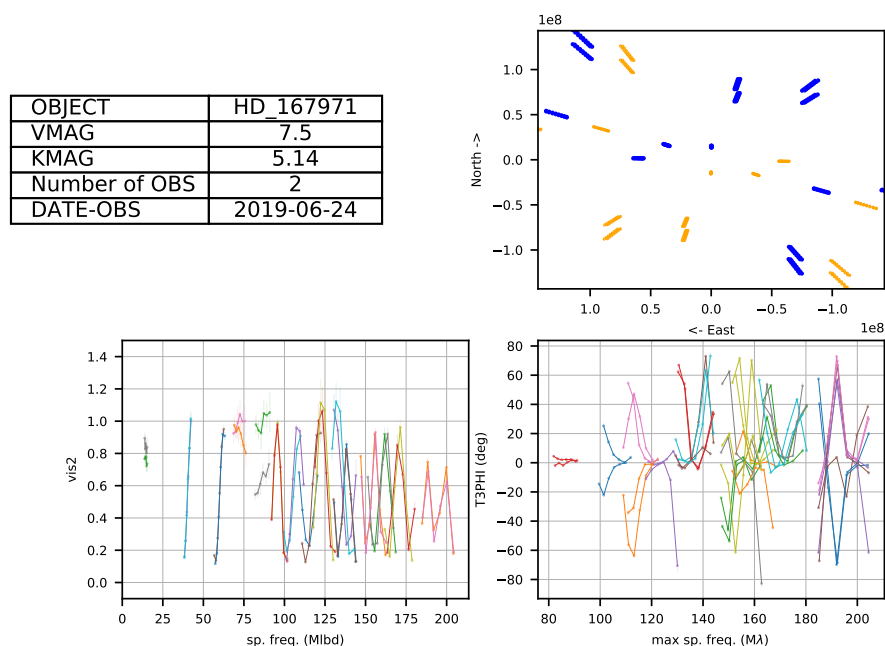 OBJECT HD_167971
VMAG 7.5
KMAG 5.14
Number of OBS 2
DATE-OBS 2019-06-24
1e8
1.0
0.5
0.0
−0.5
−1.0
North ->
1.0 0.5 0.0 −0.5 −1.0
<- East
1e8
1.4
1.2
1.0
0.8
0.6
0.4
0.2
0.0
vis2
0 25 50 75 100 125 150 175 200
sp. freq. (Mlbd)
80
60
40
20
0
−20
−40
−60
−80
T3PHI (deg)
80 100 120 140 160 180 200
max sp. freq. (Mλ)